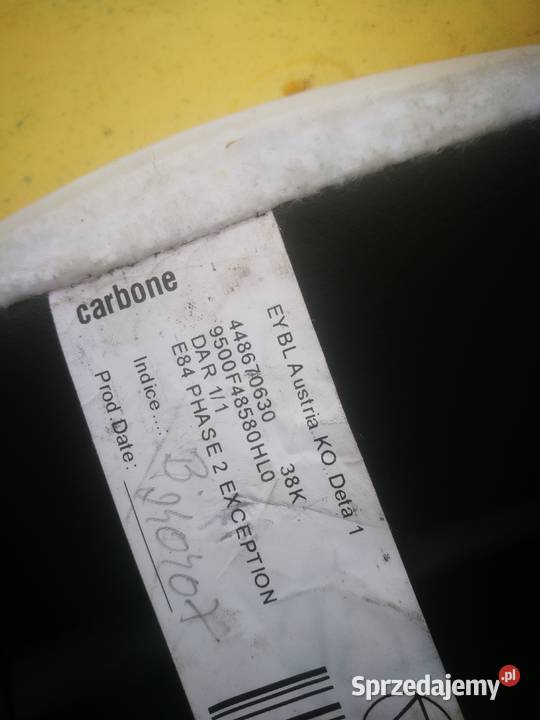 carbone
EYBL Austria KO Deta 1
448670630 38K
9500F48580HL0
DAR 1/1
E84 PHASE 2 EXCEPTION
Indice....: B
Prod.Date:
Sprzedajemy.pl